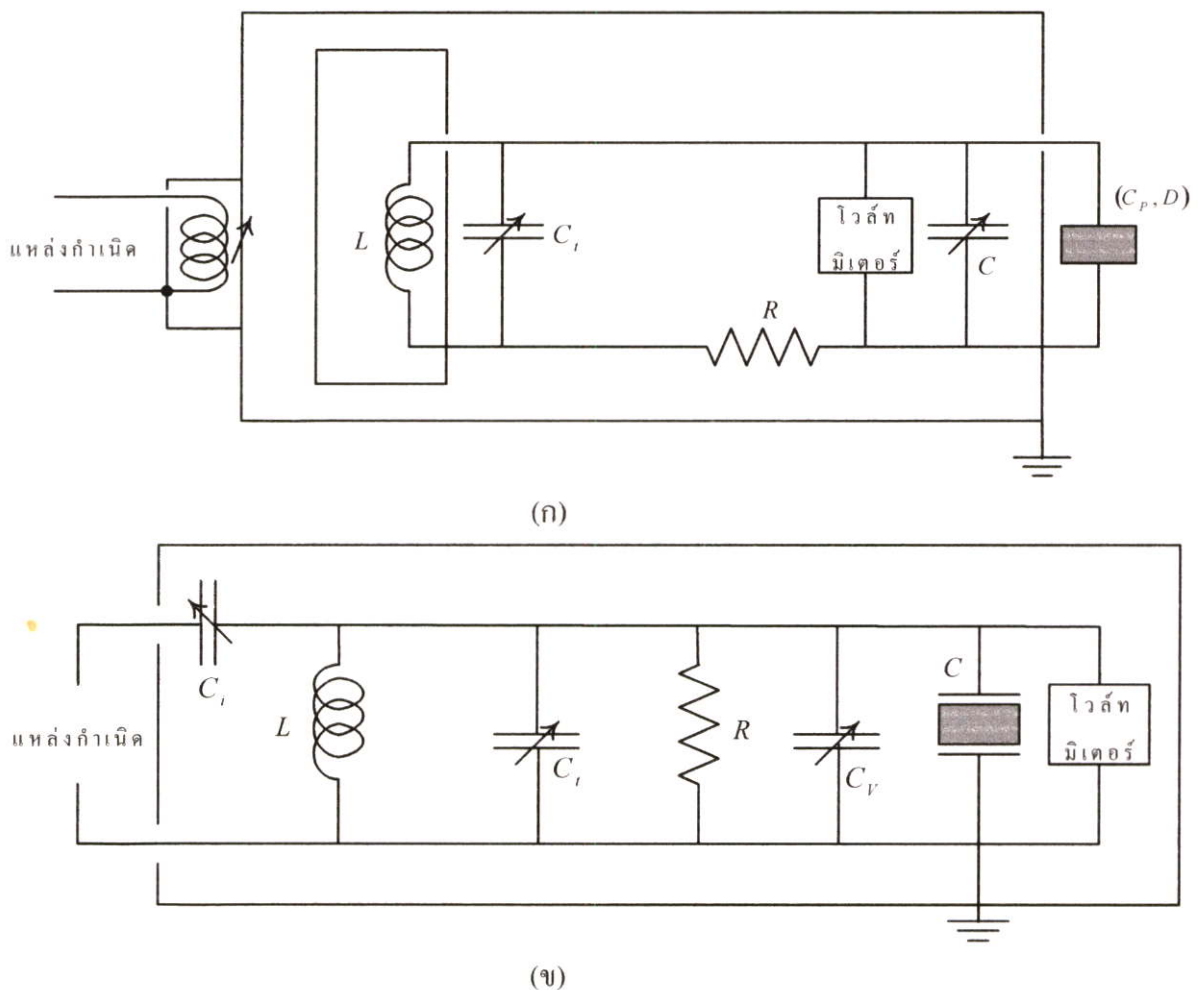 (C_P, D)
โวล์ท
มิเตอร์
L
C_t
C
แหล่งกำเนิด
R
(ก)
C_i
L
C_t
R
C_V
C
โวล์ท
มิเตอร์
แหล่งกำเนิด
(ข)